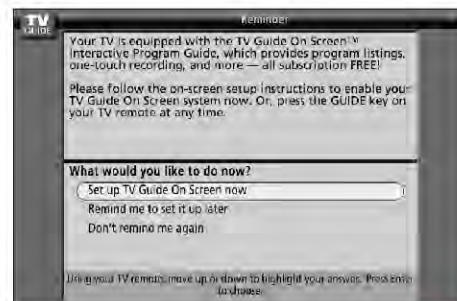 TV
GUIDE
Reminder
Your TV is equipped with the TV Guide On Screen™
Interactive Program Guide, which provides program listings,
one-touch recording, and more — all subscription FREE!
Please follow the on-screen setup instructions to enable your
TV Guide On Screen system now. Or, press the GUIDE key on
your TV remote at any time.
What would you like to do now?
Set up TV Guide On Screen now
Remind me to set it up later
Don't remind me again
Using your TV remote, move up or down to highlight your answer. Press Enter
to choose.